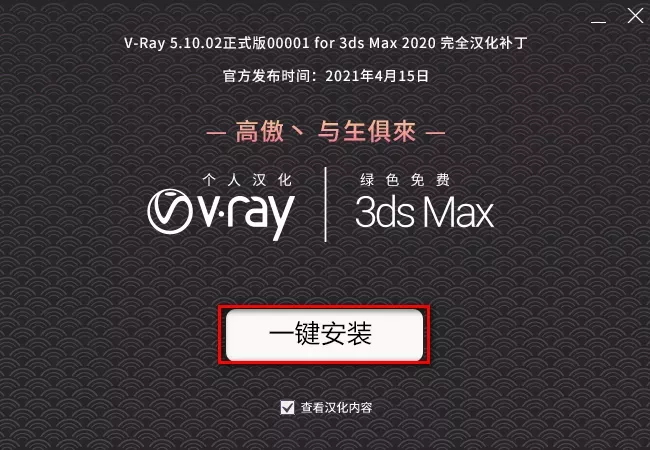 V-Ray 5.10.02正式版00001 for 3ds Max 2020 完全汉化补丁
官方发布时间：2021年4月15日
— 高傲丶 与玍俱來 —
个人汉化
绿色免费
v·ray
3ds Max
一键安装
查看汉化内容